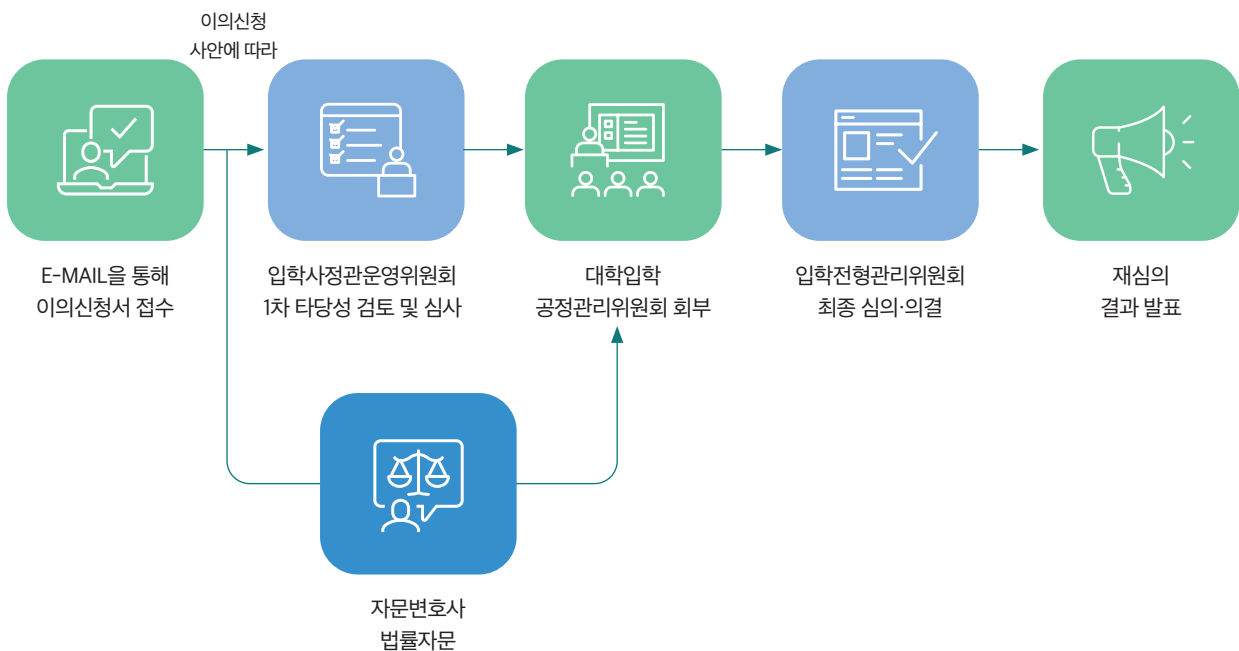 이의신청
사안에 따라
E-MAIL을 통해
이의신청서 접수
입학사정관운영위원회
1차 타당성 검토 및 심사
대학입학
공정관리위원회 회부
입학전형관리위원회
최종 심의·의결
재심의
결과 발표
자문변호사
법률자문